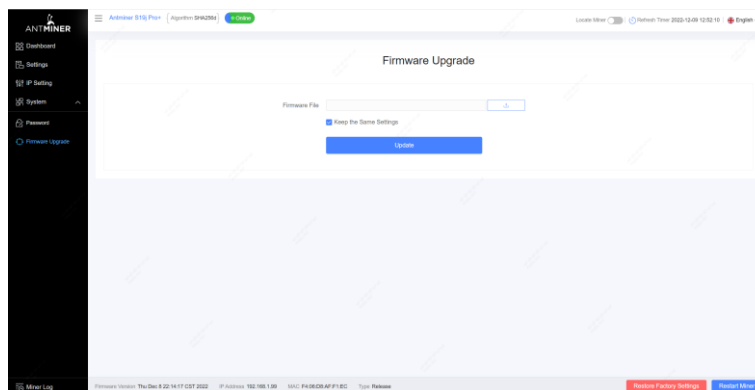 ANTMINER
Antminer S19j Pro+ Algorithm SHA256d Online
Locate Miner Refresh Time: 2022-12-09 12:52:10 English
Dashboard
Settings
IP Setting
System
Password
Firmware Upgrade
Firmware Upgrade
Firmware File
Keep the Same Settings
Update
Miner Log
Firmware Version: Thu Dec 8 22:14:17 CST 2022 IP Address: 192.168.1.99 MAC: Type: Release
Restore Factory Settings Restart Miner